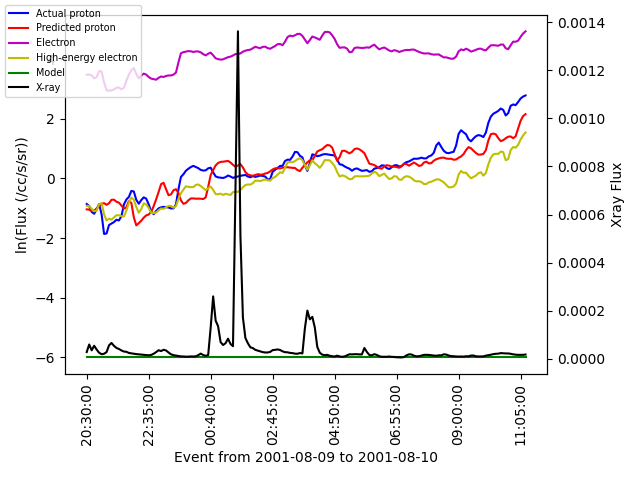 Actual proton
Predicted proton
Electron
High-energy electron
Model
X-ray
ln(Flux (/cc/s/sr))
2
0
−2
−4
−6
0.0014
0.0012
0.0010
0.0008
0.0006
0.0004
0.0002
0.0000
Xray Flux
20:30:00
22:35:00
00:40:00
02:45:00
04:50:00
06:55:00
09:00:00
11:05:00
Event from 2001-08-09 to 2001-08-10